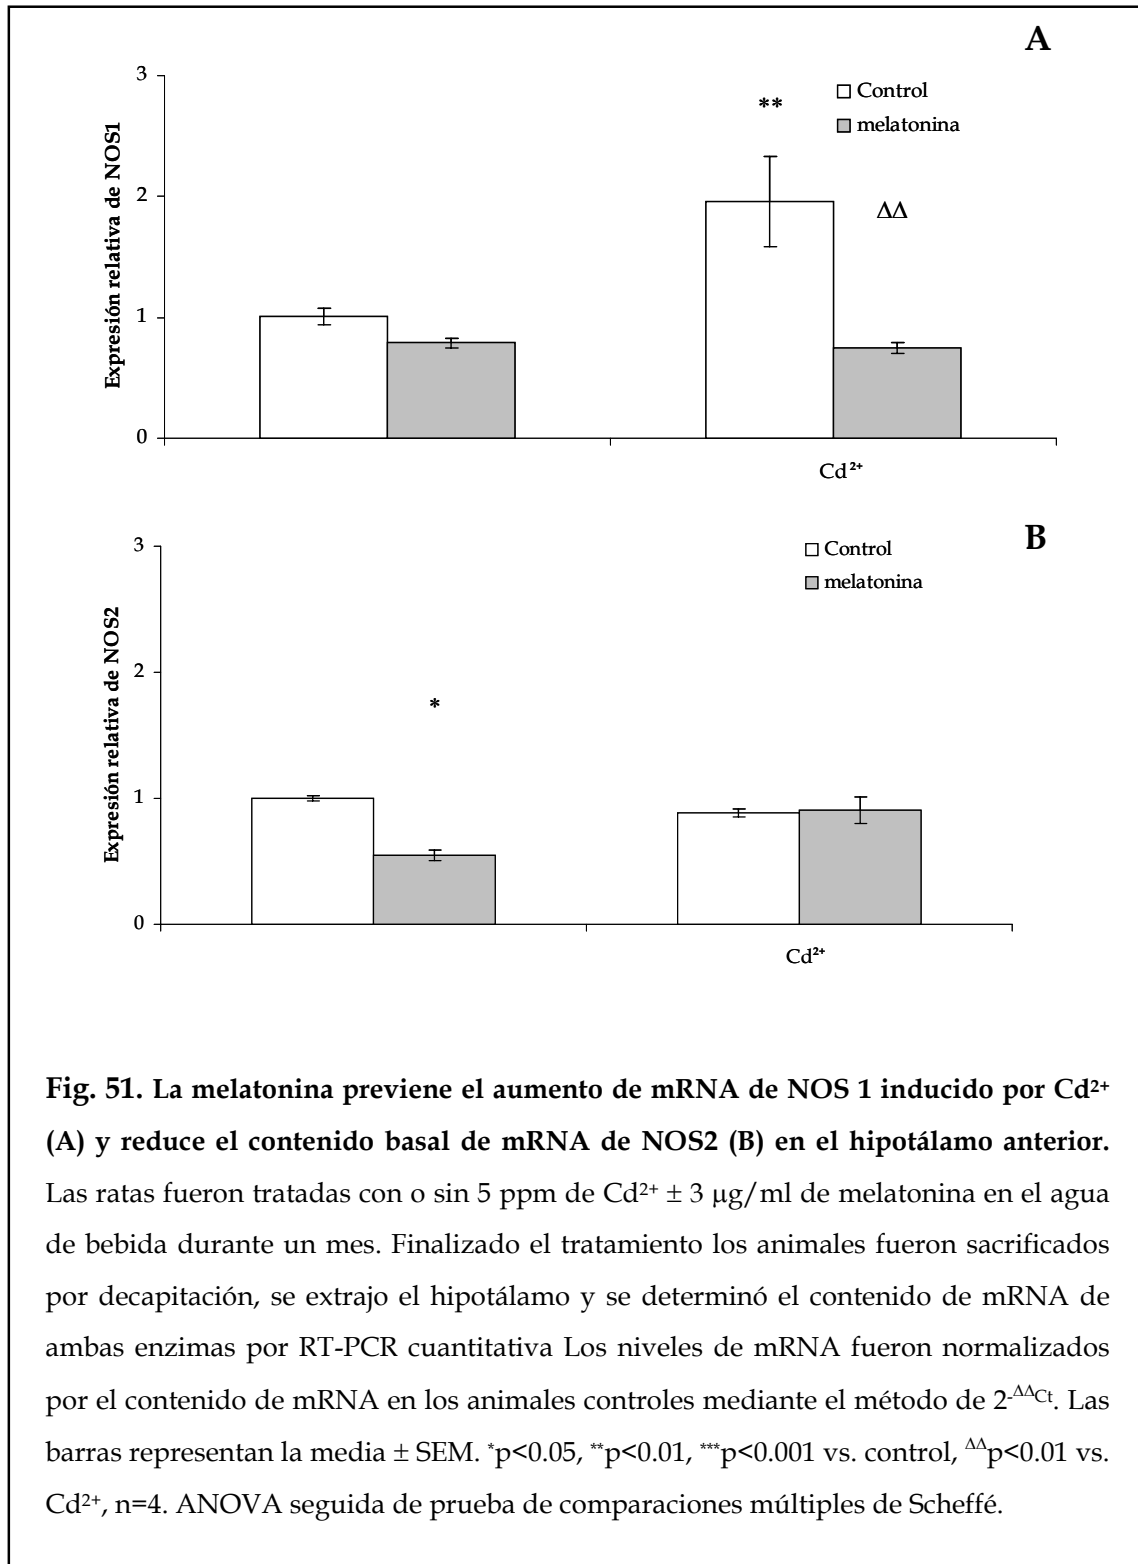 A
3
2
1
0
Expresión relativa de NOS1
**
ΔΔ
Control
melatonina
Cd²⁺
B
3
2
1
0
Expresión relativa de NOS2
*
Control
melatonina
Cd²⁺
Fig. 51. La melatonina previene el aumento de mRNA de NOS 1 inducido por Cd²⁺
(A) y reduce el contenido basal de mRNA de NOS2 (B) en el hipotálamo anterior.
Las ratas fueron tratadas con o sin 5 ppm de Cd²⁺ ± 3 μg/ml de melatonina en el agua
de bebida durante un mes. Finalizado el tratamiento los animales fueron sacrificados
por decapitación, se extrajo el hipotálamo y se determinó el contenido de mRNA de
ambas enzimas por RT-PCR cuantitativa Los niveles de mRNA fueron normalizados
por el contenido de mRNA en los animales controles mediante el método de 2-ΔΔCt. Las
barras representan la media ± SEM. *p<0.05, **p<0.01, ***p<0.001 vs. control, ΔΔp<0.01 vs.
Cd²⁺, n=4. ANOVA seguida de prueba de comparaciones múltiples de Scheffé.